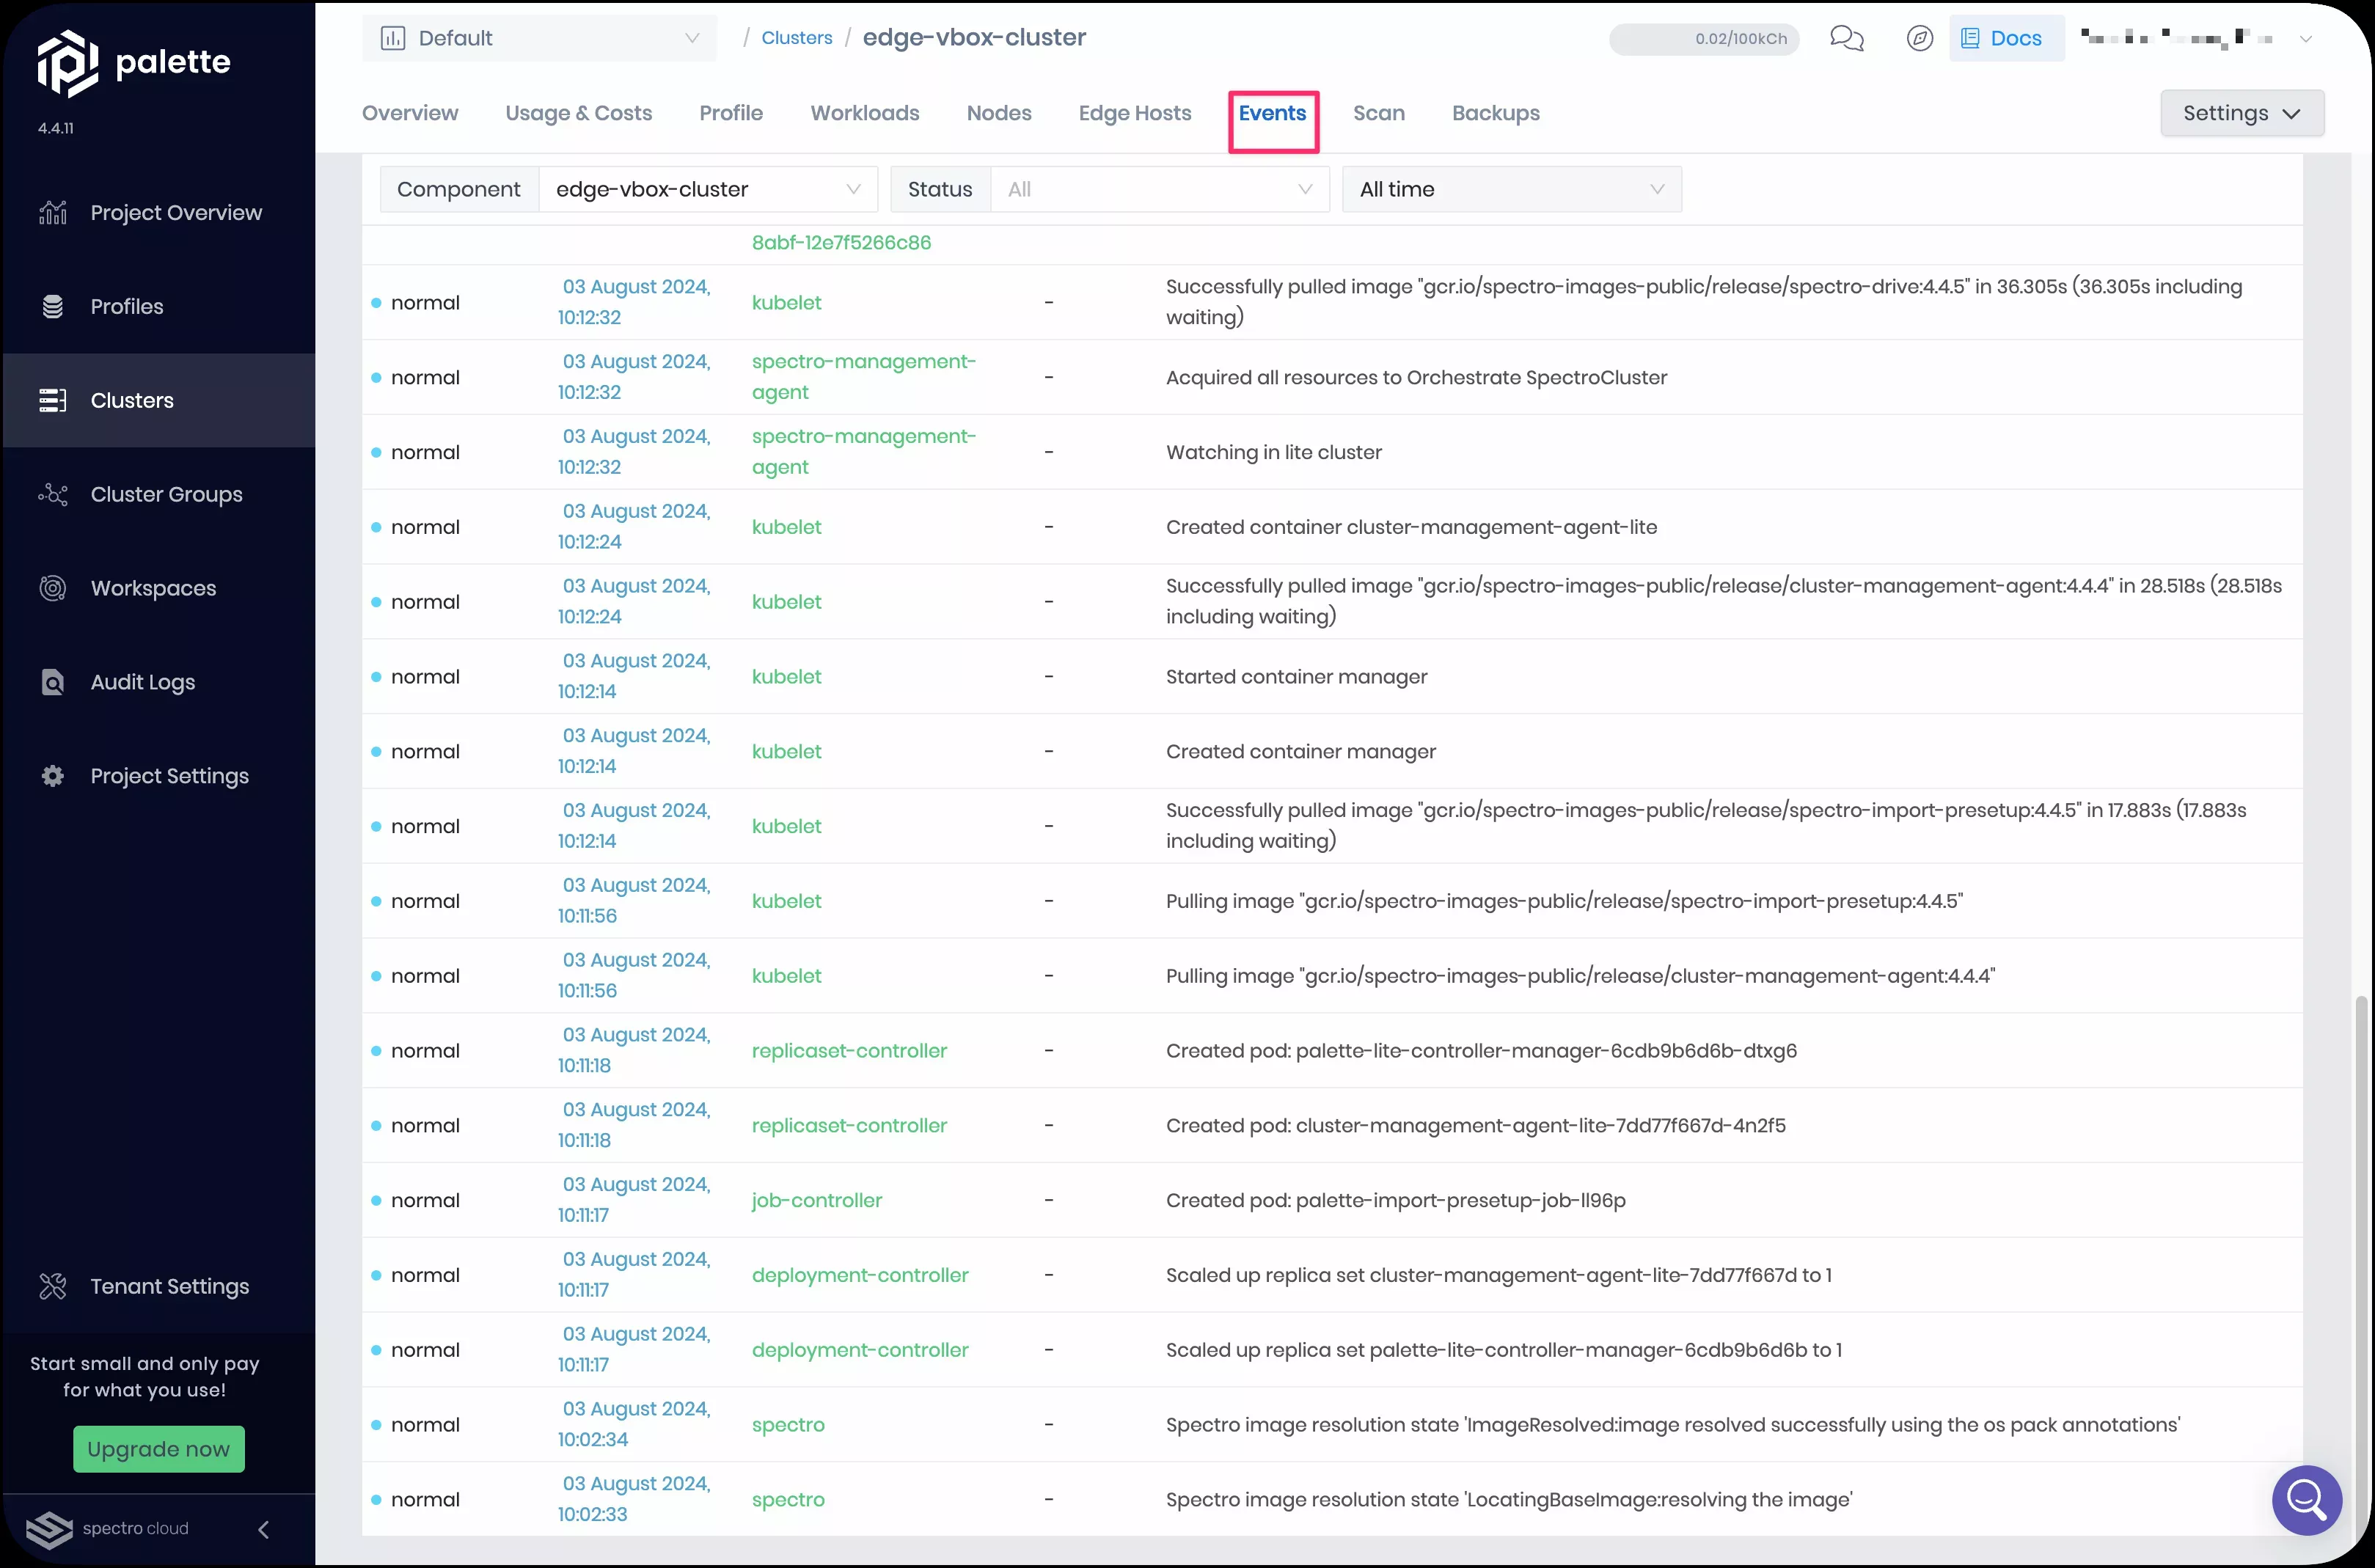 palette
4.4.11
Project Overview
Profiles
Clusters
Cluster Groups
Workspaces
Audit Logs
Project Settings
Tenant Settings
Start small and only pay
for what you use!
Upgrade now
spectro cloud
Default
/ Clusters / edge-vbox-cluster
0.02/100kCh
Docs
Overview Usage & Costs Profile Workloads Nodes Edge Hosts Events Scan Backups
Settings
Component edge-vbox-cluster Status All All time
8abf-12e7f5266c86
normal
03 August 2024,
10:12:32
kubelet
-
Successfully pulled image "gcr.io/spectro-images-public/release/spectro-drive:4.4.5" in 36.305s (36.305s including
waiting)
normal
03 August 2024,
10:12:32
spectro-management-
agent
-
Acquired all resources to Orchestrate SpectroCluster
normal
03 August 2024,
10:12:32
spectro-management-
agent
-
Watching in lite cluster
normal
03 August 2024,
10:12:24
kubelet
-
Created container cluster-management-agent-lite
normal
03 August 2024,
10:12:24
kubelet
-
Successfully pulled image "gcr.io/spectro-images-public/release/cluster-management-agent:4.4.4" in 28.518s (28.518s
including waiting)
normal
03 August 2024,
10:12:14
kubelet
-
Started container manager
normal
03 August 2024,
10:12:14
kubelet
-
Created container manager
normal
03 August 2024,
10:12:14
kubelet
-
Successfully pulled image "gcr.io/spectro-images-public/release/spectro-import-presetup:4.4.5" in 17.883s (17.883s
including waiting)
normal
03 August 2024,
10:11:56
kubelet
-
Pulling image "gcr.io/spectro-images-public/release/spectro-import-presetup:4.4.5"
normal
03 August 2024,
10:11:56
kubelet
-
Pulling image "gcr.io/spectro-images-public/release/cluster-management-agent:4.4.4"
normal
03 August 2024,
10:11:18
replicaset-controller
-
Created pod: palette-lite-controller-manager-6cdb9b6d6b-dtxg6
normal
03 August 2024,
10:11:18
replicaset-controller
-
Created pod: cluster-management-agent-lite-7dd77f667d-4n2f5
normal
03 August 2024,
10:11:17
job-controller
-
Created pod: palette-import-presetup-job-ll96p
normal
03 August 2024,
10:11:17
deployment-controller
-
Scaled up replica set cluster-management-agent-lite-7dd77f667d to 1
normal
03 August 2024,
10:11:17
deployment-controller
-
Scaled up replica set palette-lite-controller-manager-6cdb9b6d6b to 1
normal
03 August 2024,
10:02:34
spectro
-
Spectro image resolution state 'ImageResolved:image resolved successfully using the os pack annotations'
normal
03 August 2024,
10:02:33
spectro
-
Spectro image resolution state 'LocatingBaseImage:resolving the image'